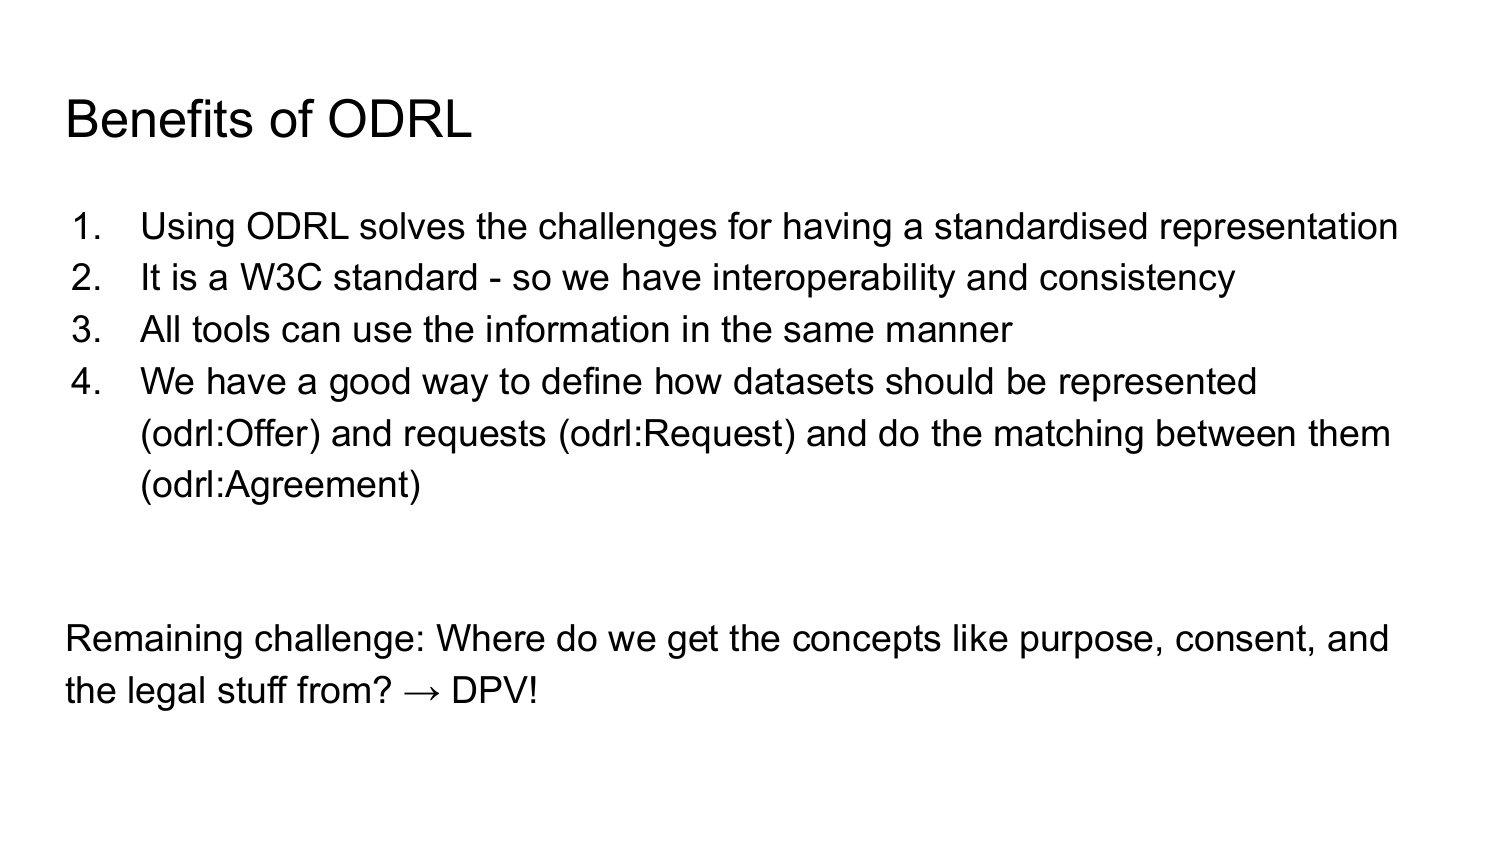 Benefits of ODRL
1. Using ODRL solves the challenges for having a standardised representation
2. It is a W3C standard - so we have interoperability and consistency
3. All tools can use the information in the same manner
4. We have a good way to define how datasets should be represented
(odrl:Offer) and requests (odrl:Request) and do the matching between them
(odrl:Agreement)
Remaining challenge: Where do we get the concepts like purpose, consent, and
the legal stuff from? → DPV!